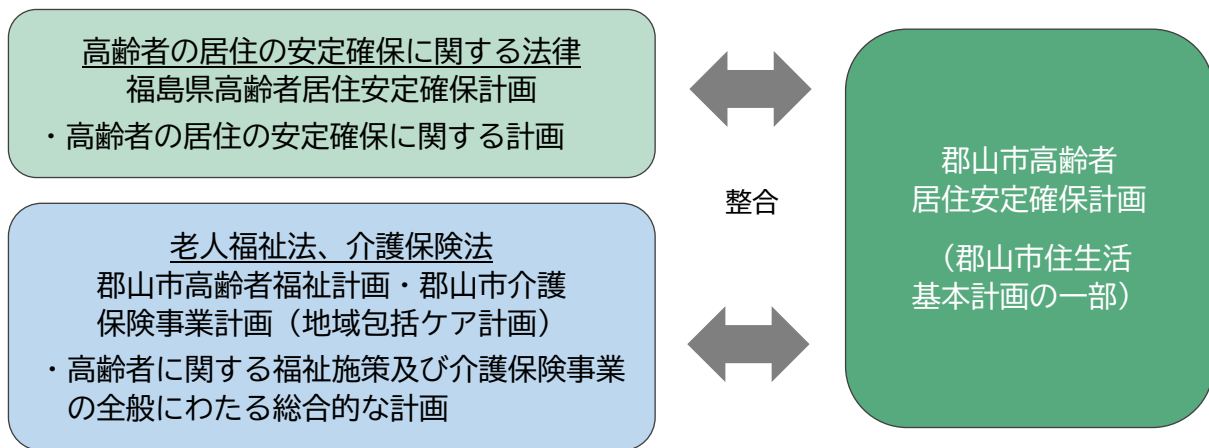 高齢者の居住の安定確保に関する法律
福島県高齢者居住安定確保計画
・高齢者の居住の安定確保に関する計画
老人福祉法、介護保険法
郡山市高齢者福祉計画・郡山市介護
保険事業計画（地域包括ケア計画）
・高齢者に関する福祉施策及び介護保険事業
の全般にわたる総合的な計画
整合
郡山市高齢者
居住安定確保計画
（郡山市住生活
基本計画の一部）